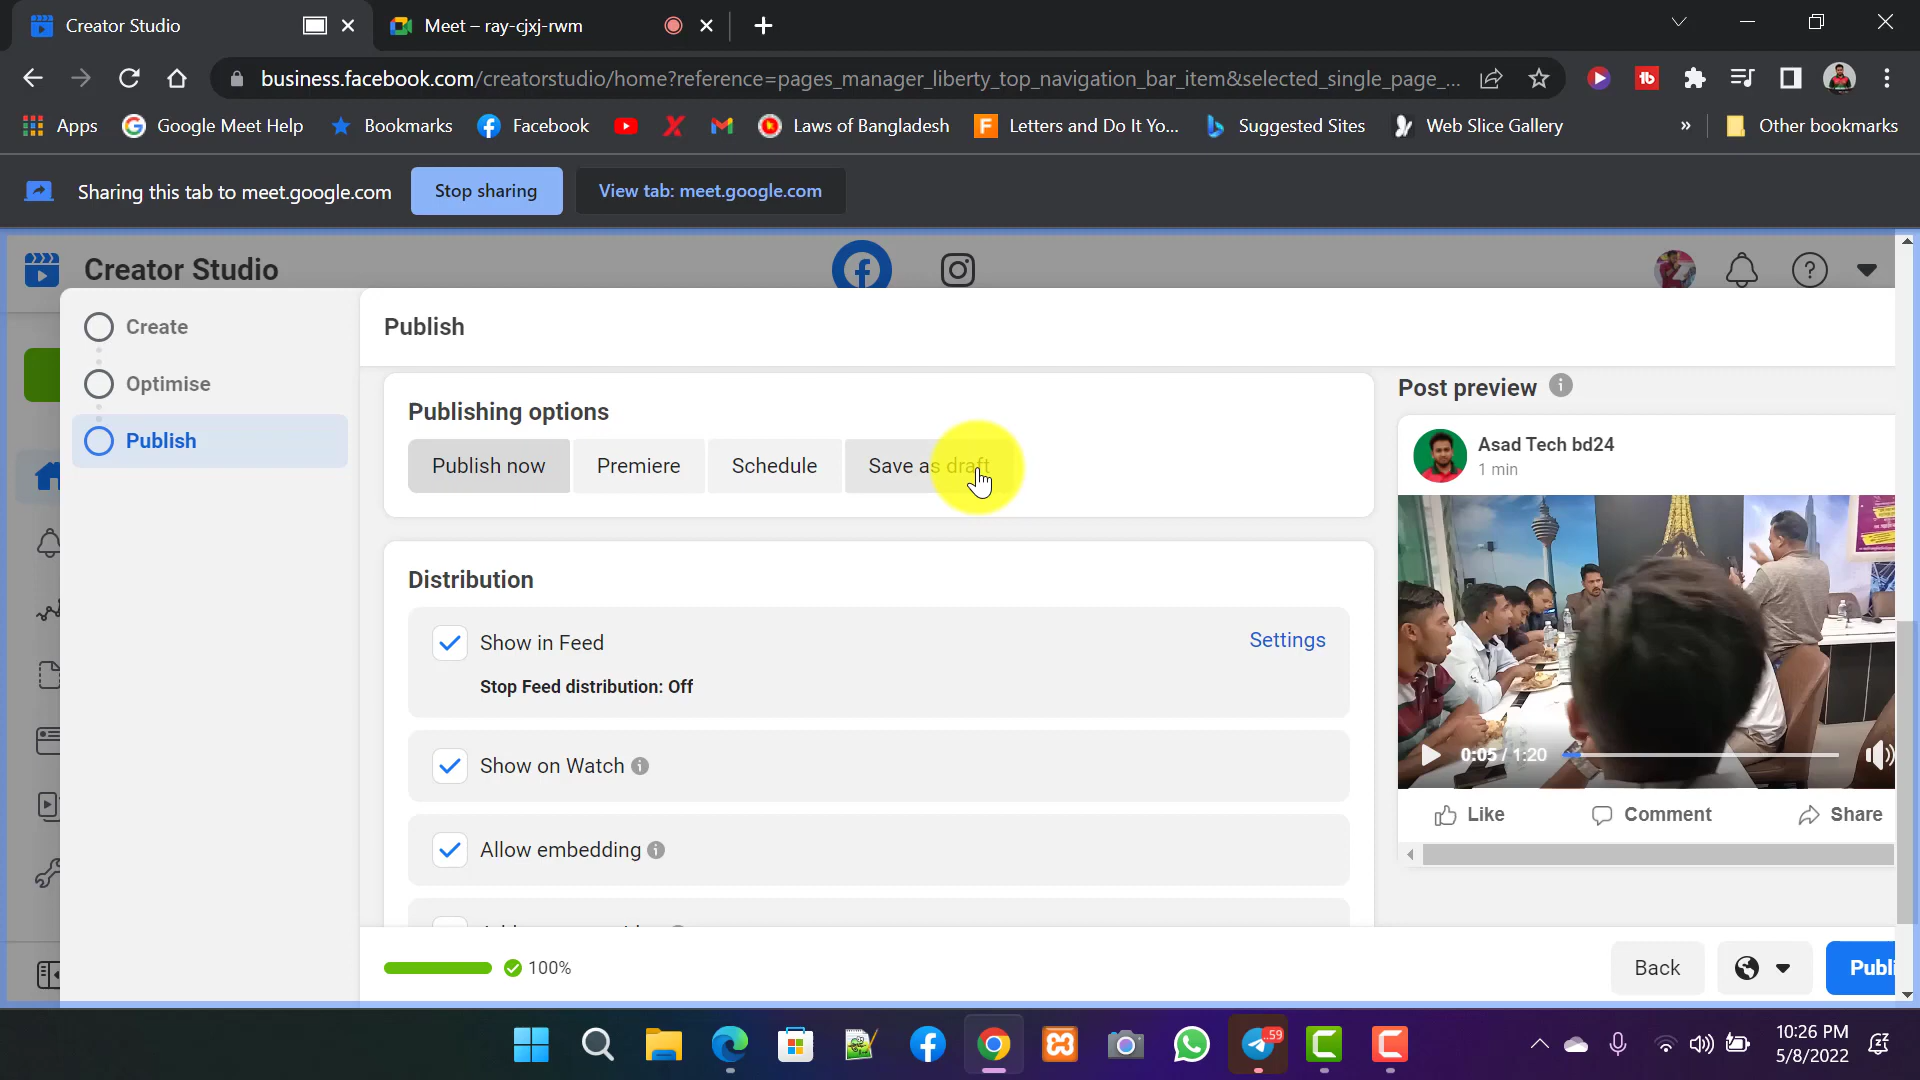 Creator Studio
Meet – ray-cjxj-rwm
business.facebook.com/creatorstudio/home?reference=pages_manager_liberty_top_navigation_bar_item&selected_single_page_...
Apps
Google Meet Help
Bookmarks
Facebook
Laws of Bangladesh
Letters and Do It Yo...
Suggested Sites
Web Slice Gallery
»
Other bookmarks
Sharing this tab to meet.google.com
Stop sharing
View tab: meet.google.com
Creator Studio
Create
Optimise
Publish
Publish
Publishing options
Publish now
Premiere
Schedule
Save as draft
Distribution
Show in Feed
Settings
Stop Feed distribution: Off
Show on Watch
Allow embedding
100%
Post preview
Asad Tech bd24
1 min
0:05 / 1:20
Like
Comment
Share
Back
Publi
59
10:26 PM
5/8/2022